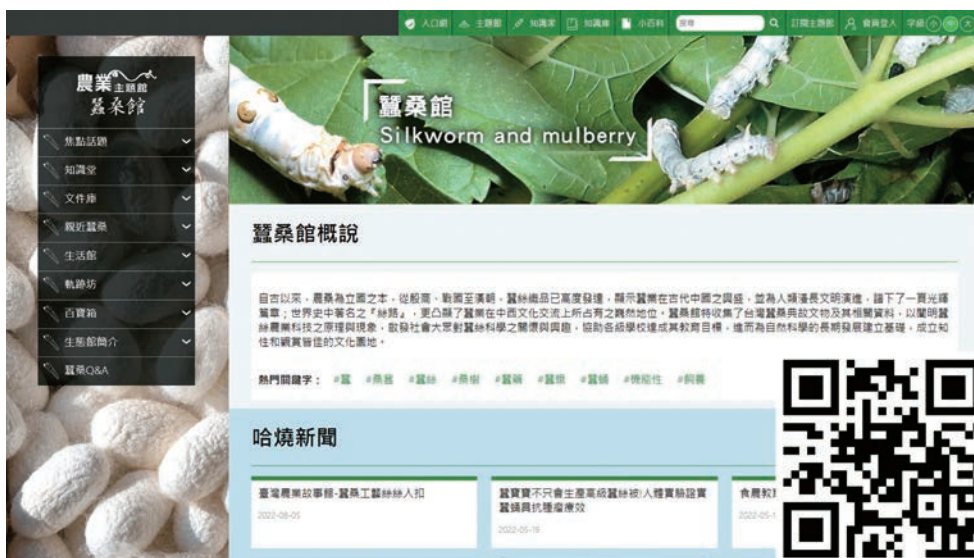 入口網 主題館 知識家 知識庫 小百科 搜尋 訂閱主題館 會員登入 字級 小 中 大
農業主題館
蠶桑館
焦點話題
知識堂
文件庫
親近蠶桑
生活館
軌跡坊
百寶箱
生態館簡介
蠶桑Q&A
蠶桑館
Silkworm and mulberry
蠶桑館概說
自古以來，農桑為立國之本，從殷商、戰國至漢朝，蠶絲織品已高度發達，顯示蠶業在古代中國之興盛，並為人類漫長文明演進，譜下了一頁光輝
篇章；世界史中著名之『絲路』，更凸顯了蠶業在中西文化交流上所占有之巍然地位。蠶桑館將收集了台灣蠶桑典故文物及其相關資料，以闡明蠶
絲農業科技之原理與現象，啟發社會大眾對蠶絲科學之關懷與興趣，協助各級學校達成其教育目標，進而為自然科學的長期發展建立基礎，成立知
性和觀賞皆佳的文化園地。
熱門關鍵字： #蠶 #桑葚 #蠶絲 #桑樹 #蠶繭 #蠶蛾 #機能性 #飼養
哈燒新聞
臺灣農業故事館-蠶桑工藝絲絲入扣
2022-08-05
蠶寶寶不只會生產高級蠶絲被!人體實驗證實
蠶蛹具抗腫瘤療效
2022-05-19
食農教
2022-05-1